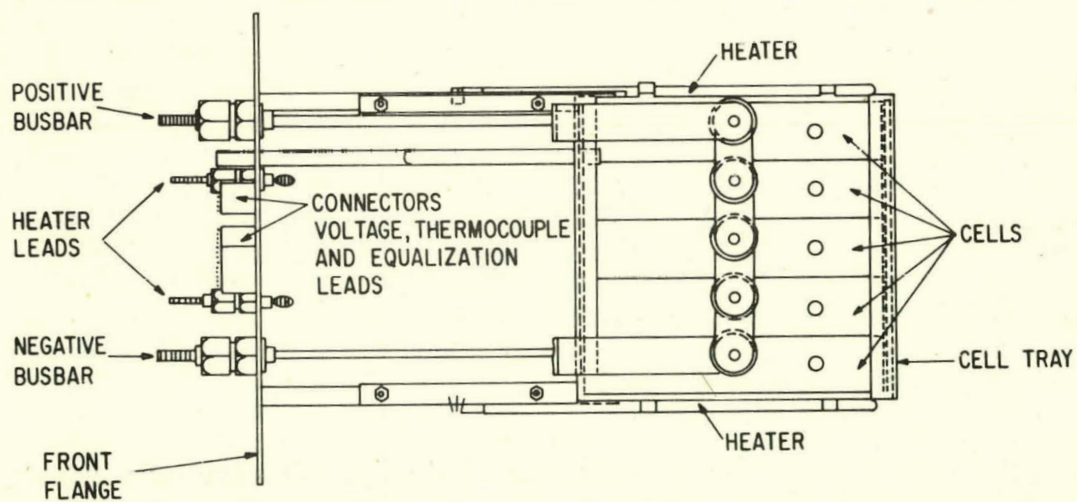 HEATER
POSITIVE
BUSBAR
HEATER
LEADS
CONNECTORS
VOLTAGE, THERMOCOUPLE
AND EQUALIZATION
LEADS
CELLS
NEGATIVE
BUSBAR
CELL TRAY
HEATER
FRONT
FLANGE